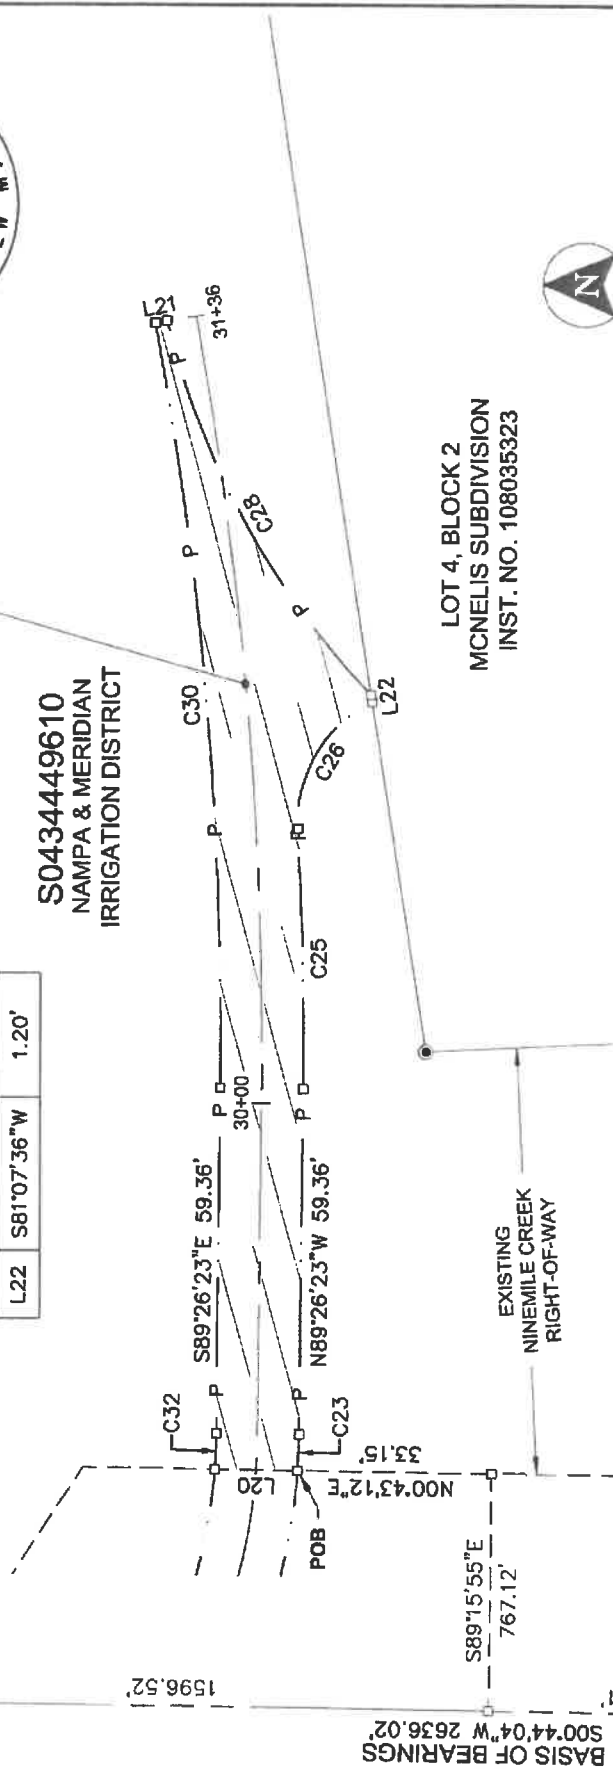 L22 S81°07'36"W 1.20'
S0434449610
NAMPA & MERIDIAN
IRRIGATION DISTRICT
L21
P
31+36
P
C28
P
P
C30
LOT 4, BLOCK 2
MCNELIS SUBDIVISION
INST. NO. 108035323
N
L22
C26
P
P
C25
P
30+00
P
S89°26'23"E 59.36'
N89°26'23"W 59.36'
EXISTING
NINEMILE CREEK
RIGHT-OF-WAY
C32
P
P
C23
L20
N00°43'12"E
33.15'
POB
S89°15'55"E
767.12'
1596.52'
BASIS OF BEARINGS
S00°44'04"W 2636.02'